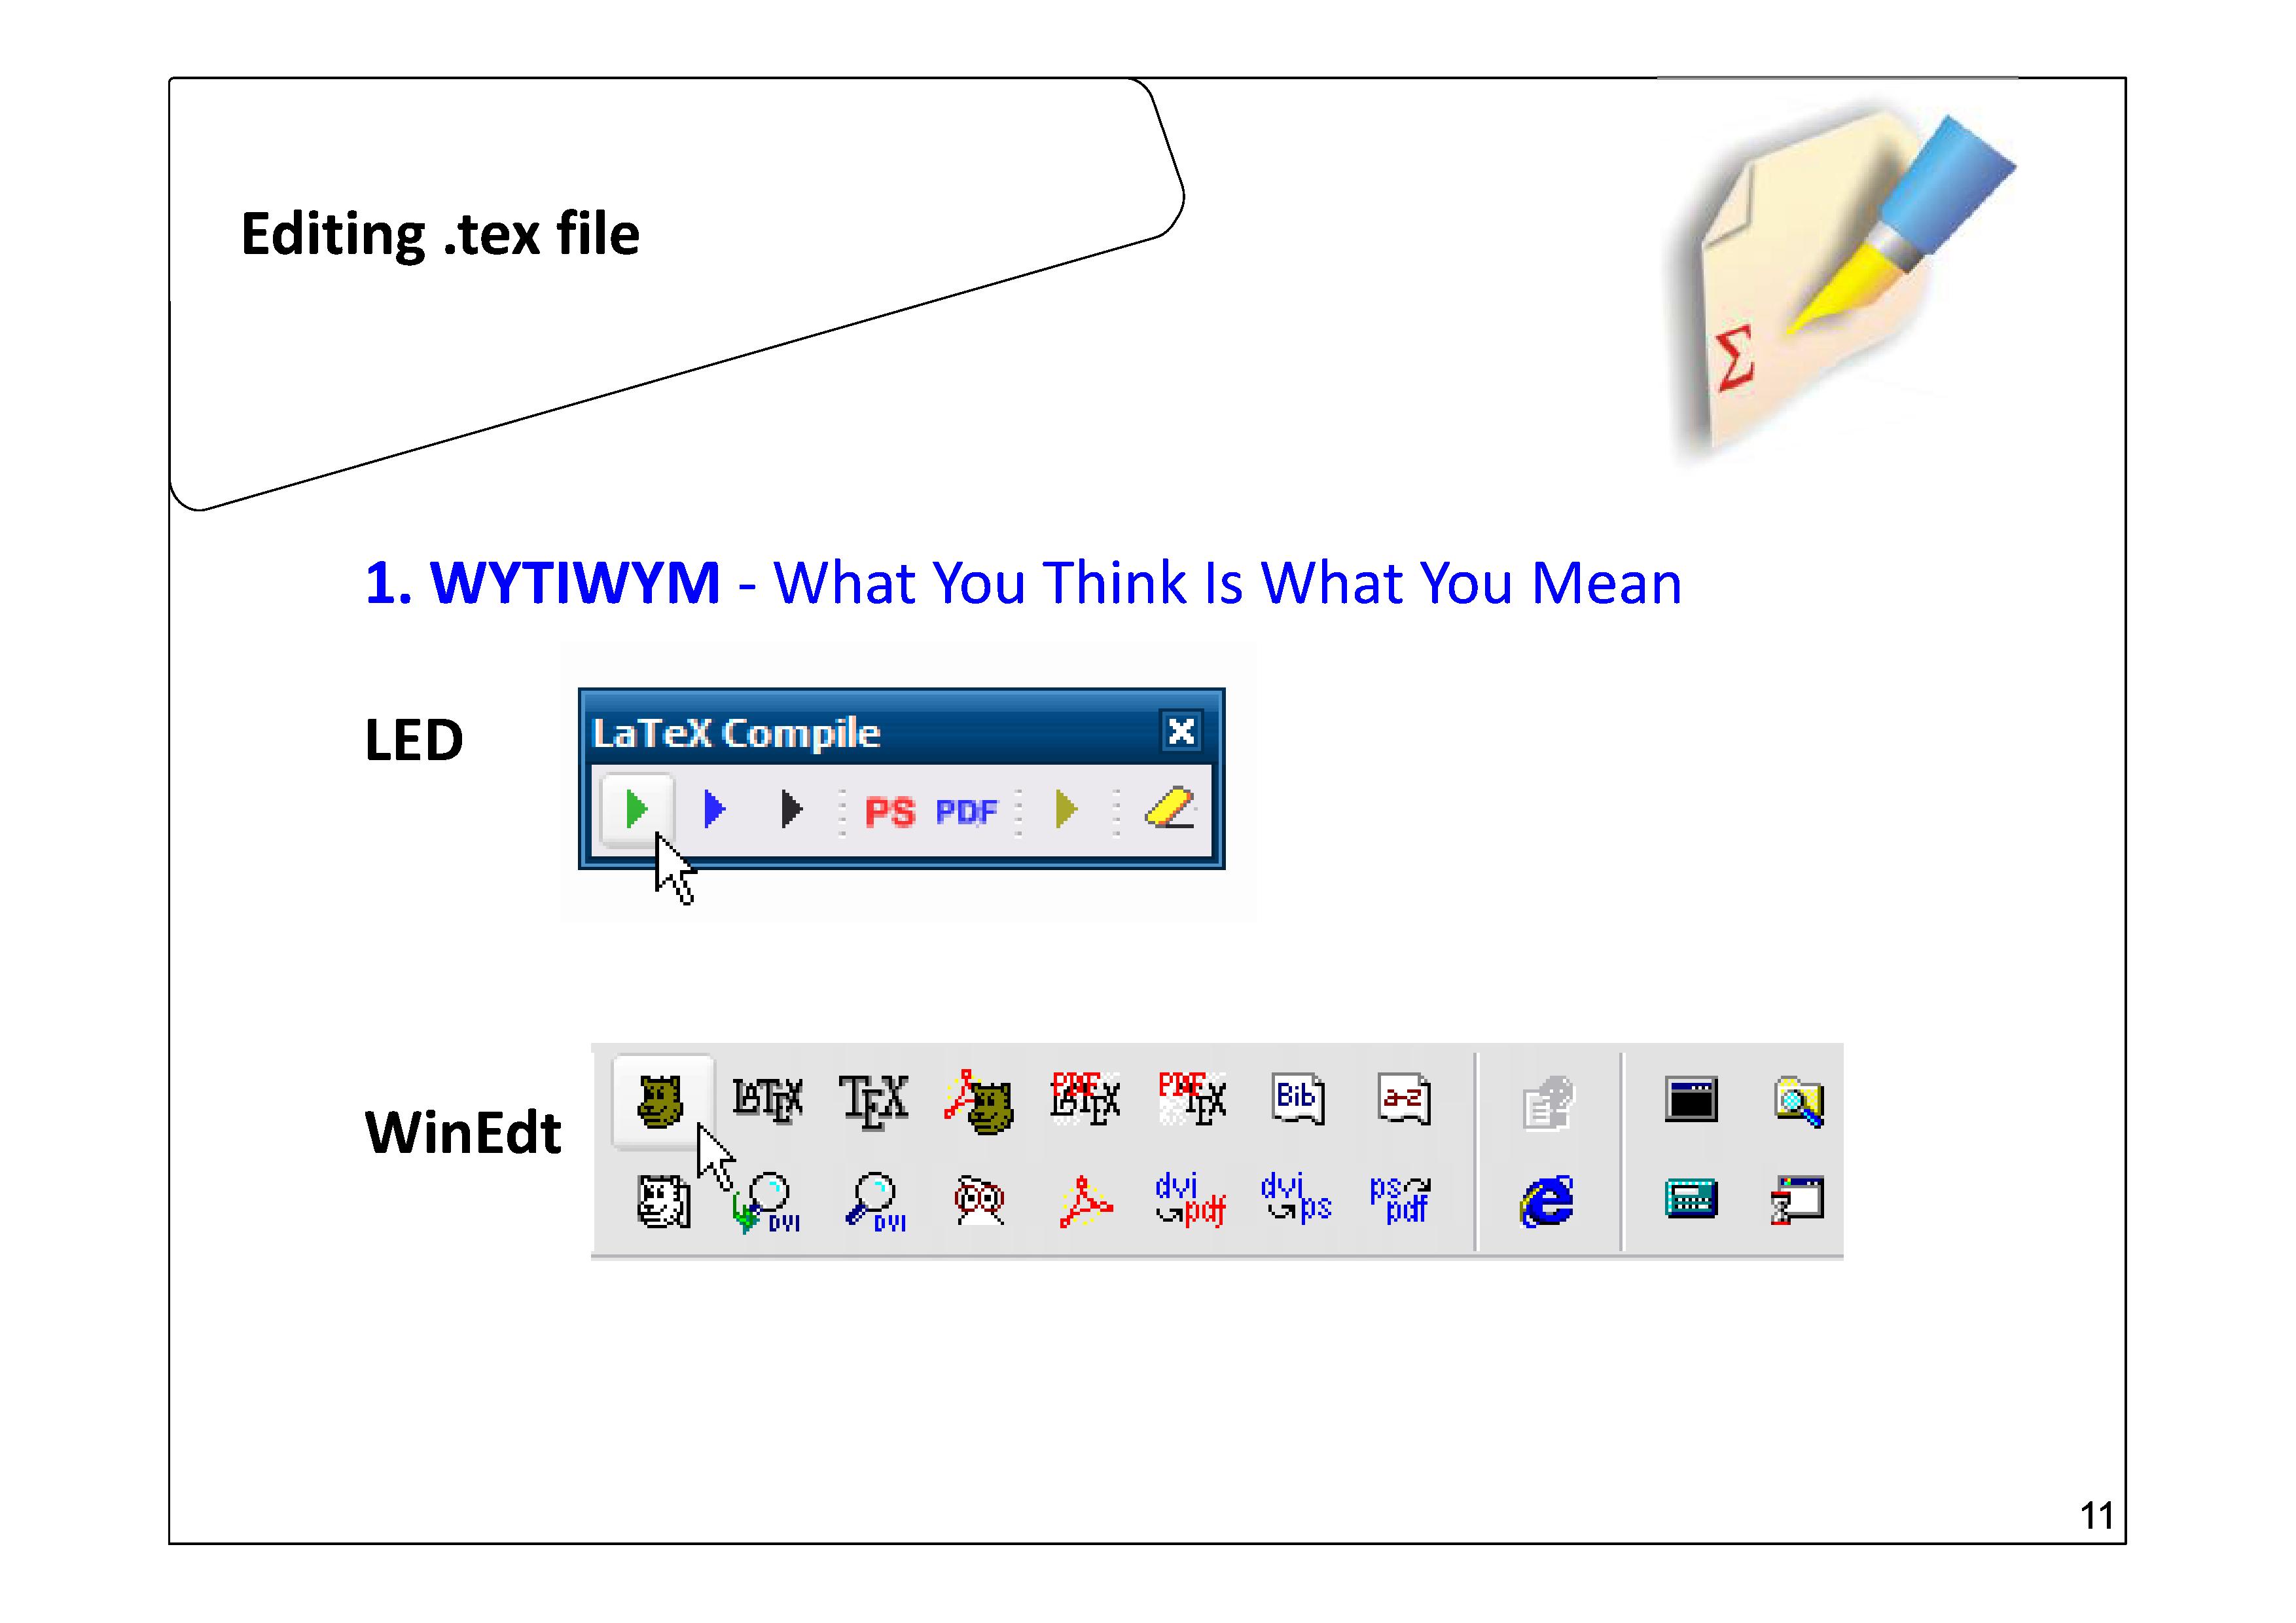 Editing .tex file
Σ
1. WYTIWYM - What You Think Is What You Mean
LED
LaTeX Compile
PS PDF
WinEdt
LATEX TEX PDF LATEX PDF TEX Bib a-z
DVI DVI dvi pdf dvi ps ps pdf
11